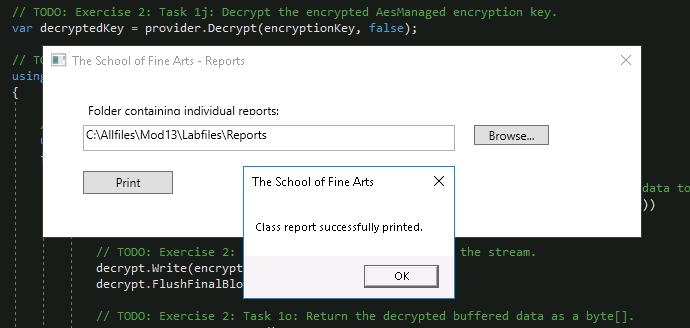 // TODO: Exercise 2: Task 1j: Decrypt the encrypted AesManaged encryption key.
var decryptedKey = provider.Decrypt(encryptionKey, false);
// TO
using
{
The School of Fine Arts - Reports
Folder containing individual reports:
C:\Allfiles\Mod13\Labfiles\Reports
Browse...
Print
data to
))
The School of Fine Arts
Class report successfully printed.
OK
// TODO: Exercise 2: the stream.
decrypt.Write(encrypt
decrypt.FlushFinalBlo
// TODO: Exercise 2: Task 1o: Return the decrypted buffered data as a byte[].